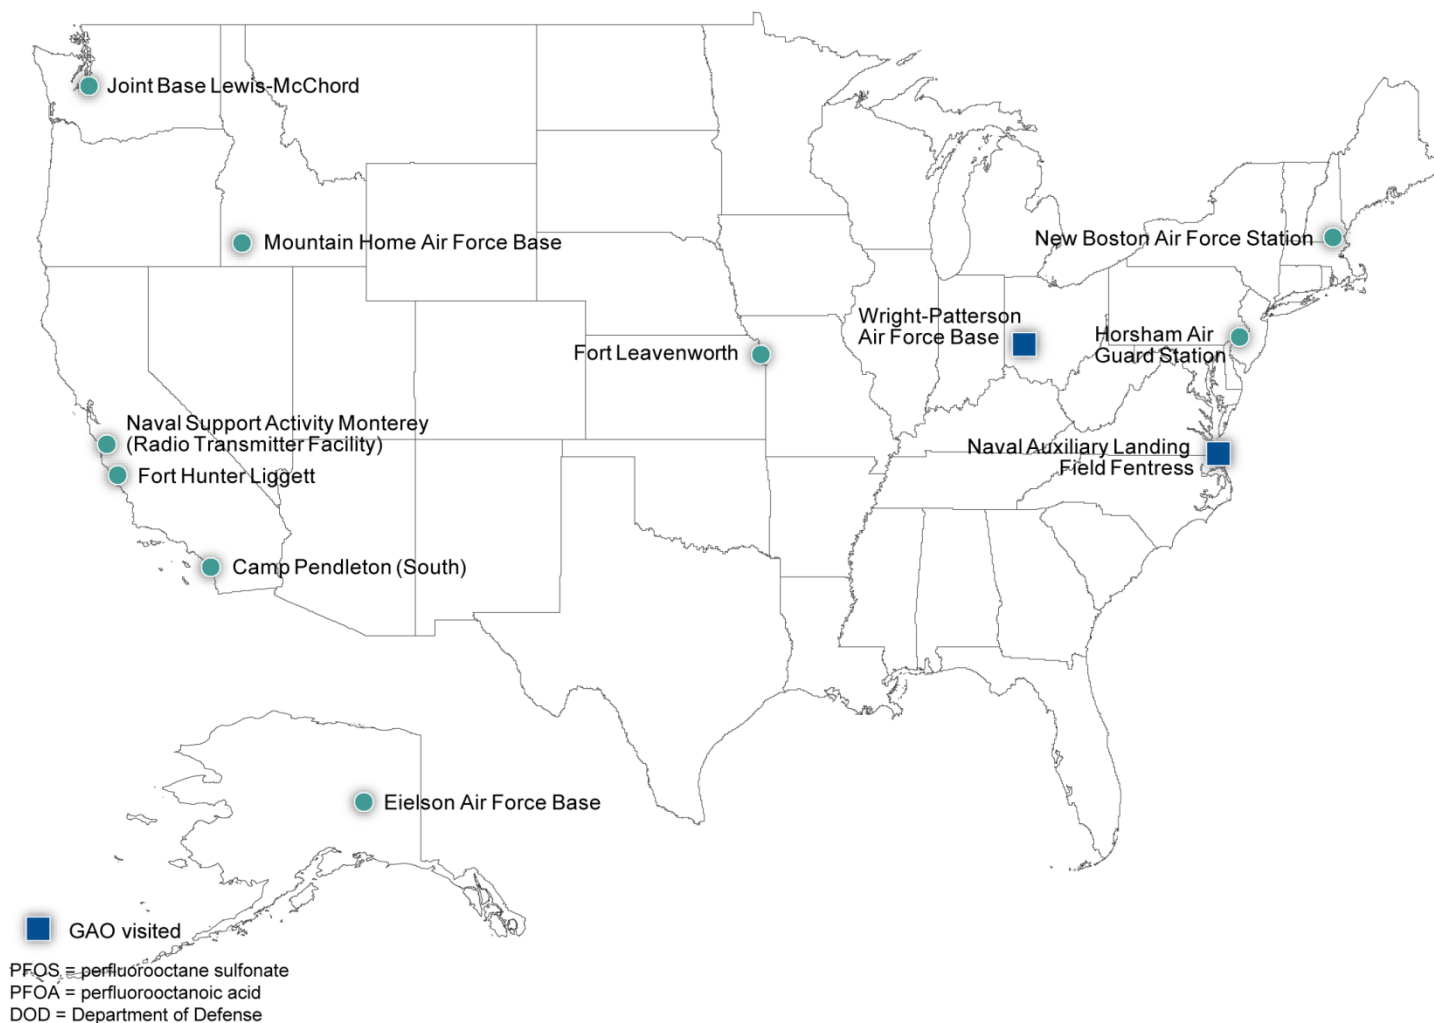 Joint Base Lewis-McChord
Mountain Home Air Force Base
New Boston Air Force Station
Wright-Patterson
Air Force Base
Horsham Air
Guard Station
Fort Leavenworth
Naval Support Activity Monterey
(Radio Transmitter Facility)
Naval Auxiliary Landing
Field Fentress
Fort Hunter Liggett
Camp Pendleton (South)
Eielson Air Force Base
GAO visited
PFOS = perfluorooctane sulfonate
PFOA = perfluorooctanoic acid
DOD = Department of Defense